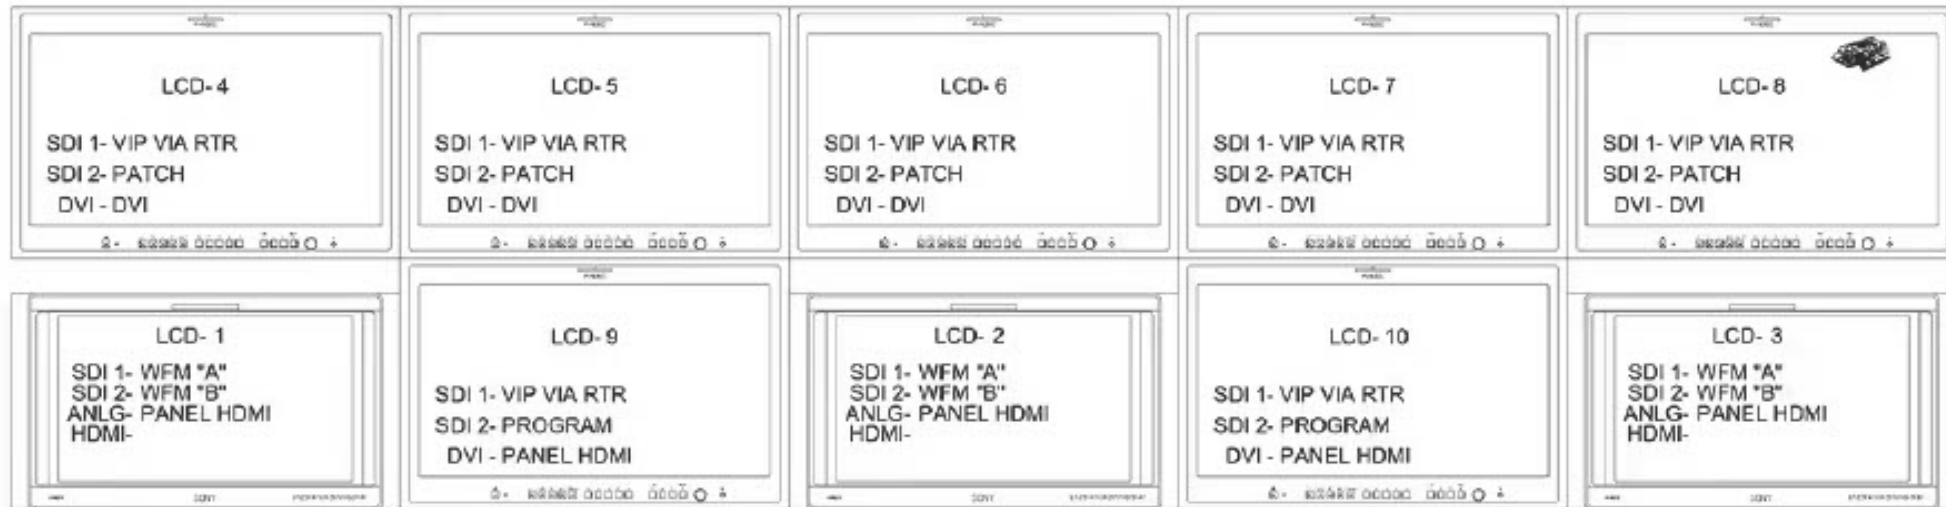 LCD- 4
SDI 1- VIP VIA RTR
SDI 2- PATCH
DVI - DVI
LCD- 5
SDI 1- VIP VIA RTR
SDI 2- PATCH
DVI - DVI
LCD- 6
SDI 1- VIP VIA RTR
SDI 2- PATCH
DVI - DVI
LCD- 7
SDI 1- VIP VIA RTR
SDI 2- PATCH
DVI - DVI
LCD- 8
SDI 1- VIP VIA RTR
SDI 2- PATCH
DVI - DVI
LCD- 1
SDI 1- WFM "A"
SDI 2- WFM "B"
ANLG- PANEL HDMI
HDMI-
SONY
LCD- 9
SDI 1- VIP VIA RTR
SDI 2- PROGRAM
DVI - PANEL HDMI
LCD- 2
SDI 1- WFM "A"
SDI 2- WFM "B"
ANLG- PANEL HDMI
HDMI-
SONY
LCD- 10
SDI 1- VIP VIA RTR
SDI 2- PROGRAM
DVI - PANEL HDMI
LCD- 3
SDI 1- WFM "A"
SDI 2- WFM "B"
ANLG- PANEL HDMI
HDMI-
SONY